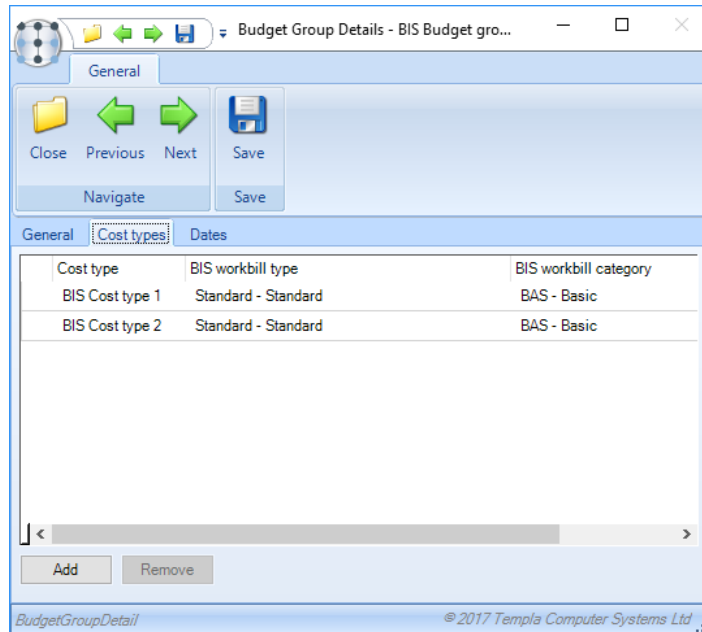 Budget Group Details - BIS Budget gro...
General
Close Previous Next Save
Navigate Save
General Cost types Dates
Cost type BIS workbill type BIS workbill category
BIS Cost type 1 Standard - Standard BAS - Basic
BIS Cost type 2 Standard - Standard BAS - Basic
Add Remove
BudgetGroupDetail © 2017 Templa Computer Systems Ltd